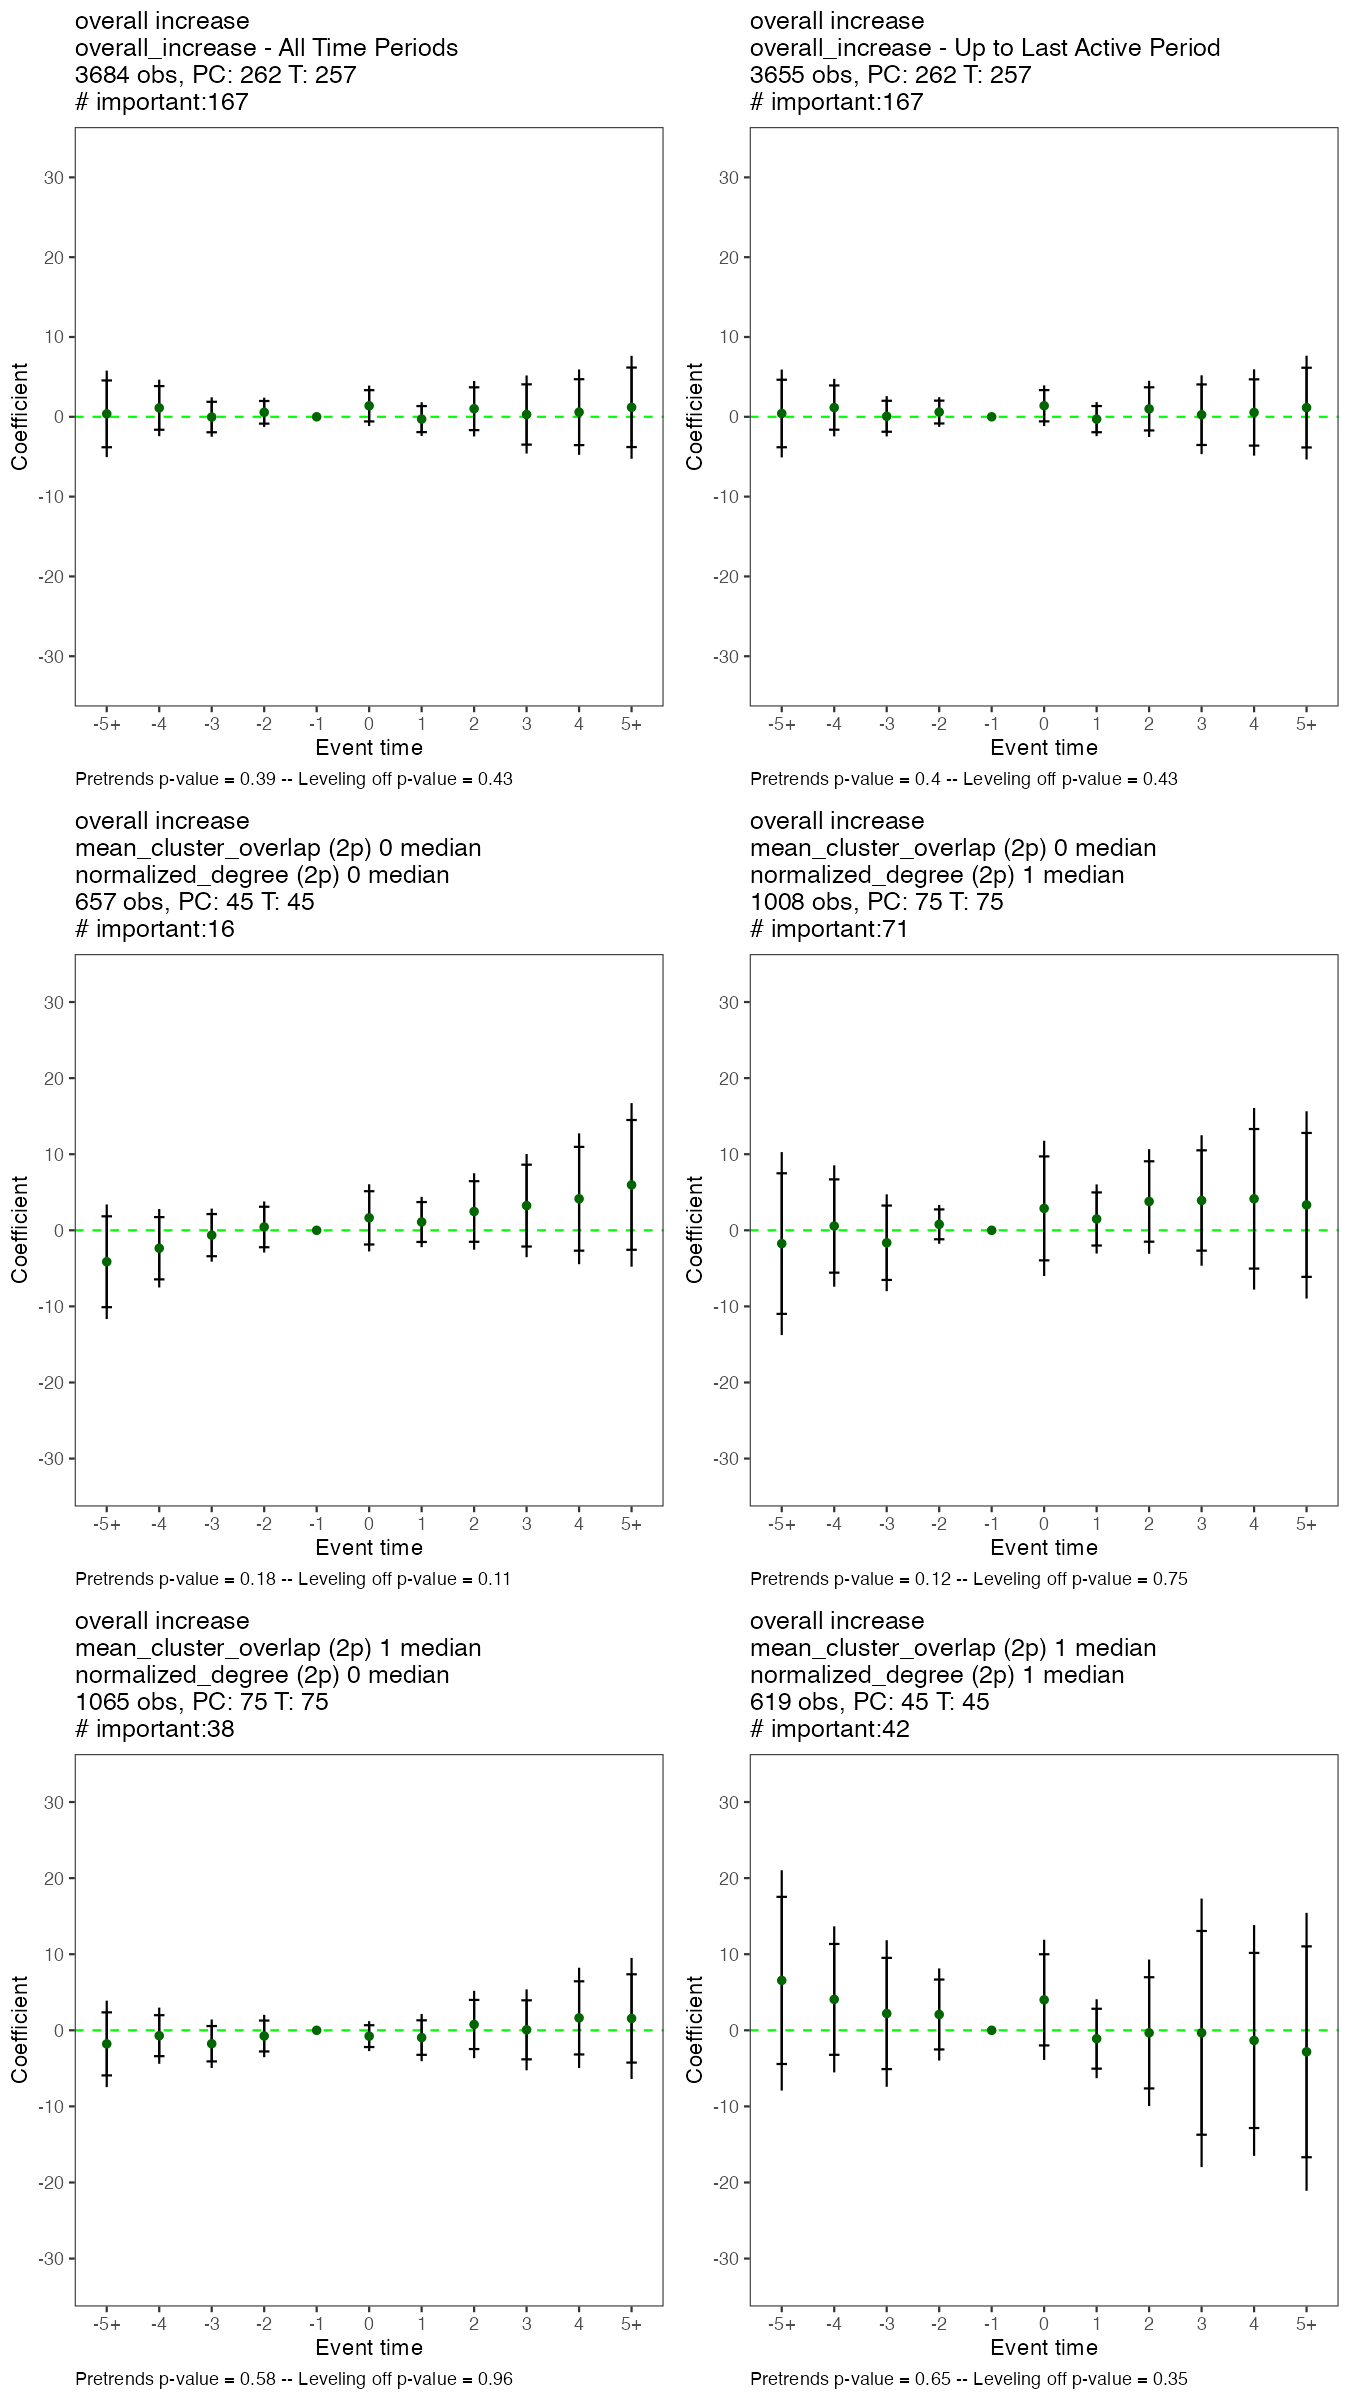 overall increase
overall_increase - All Time Periods
3684 obs, PC: 262 T: 257
# important:167
30
20
10
0
-10
-20
-30
Coefficient
-5+ -4 -3 -2 -1 0 1 2 3 4 5+
Event time
Pretrends p-value = 0.39 -- Leveling off p-value = 0.43
overall increase
overall_increase - Up to Last Active Period
3655 obs, PC: 262 T: 257
# important:167
30
20
10
0
-10
-20
-30
Coefficient
-5+ -4 -3 -2 -1 0 1 2 3 4 5+
Event time
Pretrends p-value = 0.4 -- Leveling off p-value = 0.43
overall increase
mean_cluster_overlap (2p) 0 median
normalized_degree (2p) 0 median
657 obs, PC: 45 T: 45
# important:16
30
20
10
0
-10
-20
-30
Coefficient
-5+ -4 -3 -2 -1 0 1 2 3 4 5+
Event time
Pretrends p-value = 0.18 -- Leveling off p-value = 0.11
overall increase
mean_cluster_overlap (2p) 0 median
normalized_degree (2p) 1 median
1008 obs, PC: 75 T: 75
# important:71
30
20
10
0
-10
-20
-30
Coefficient
-5+ -4 -3 -2 -1 0 1 2 3 4 5+
Event time
Pretrends p-value = 0.12 -- Leveling off p-value = 0.75
overall increase
mean_cluster_overlap (2p) 1 median
normalized_degree (2p) 0 median
1065 obs, PC: 75 T: 75
# important:38
30
20
10
0
-10
-20
-30
Coefficient
-5+ -4 -3 -2 -1 0 1 2 3 4 5+
Event time
Pretrends p-value = 0.58 -- Leveling off p-value = 0.96
overall increase
mean_cluster_overlap (2p) 1 median
normalized_degree (2p) 1 median
619 obs, PC: 45 T: 45
# important:42
30
20
10
0
-10
-20
-30
Coefficient
-5+ -4 -3 -2 -1 0 1 2 3 4 5+
Event time
Pretrends p-value = 0.65 -- Leveling off p-value = 0.35